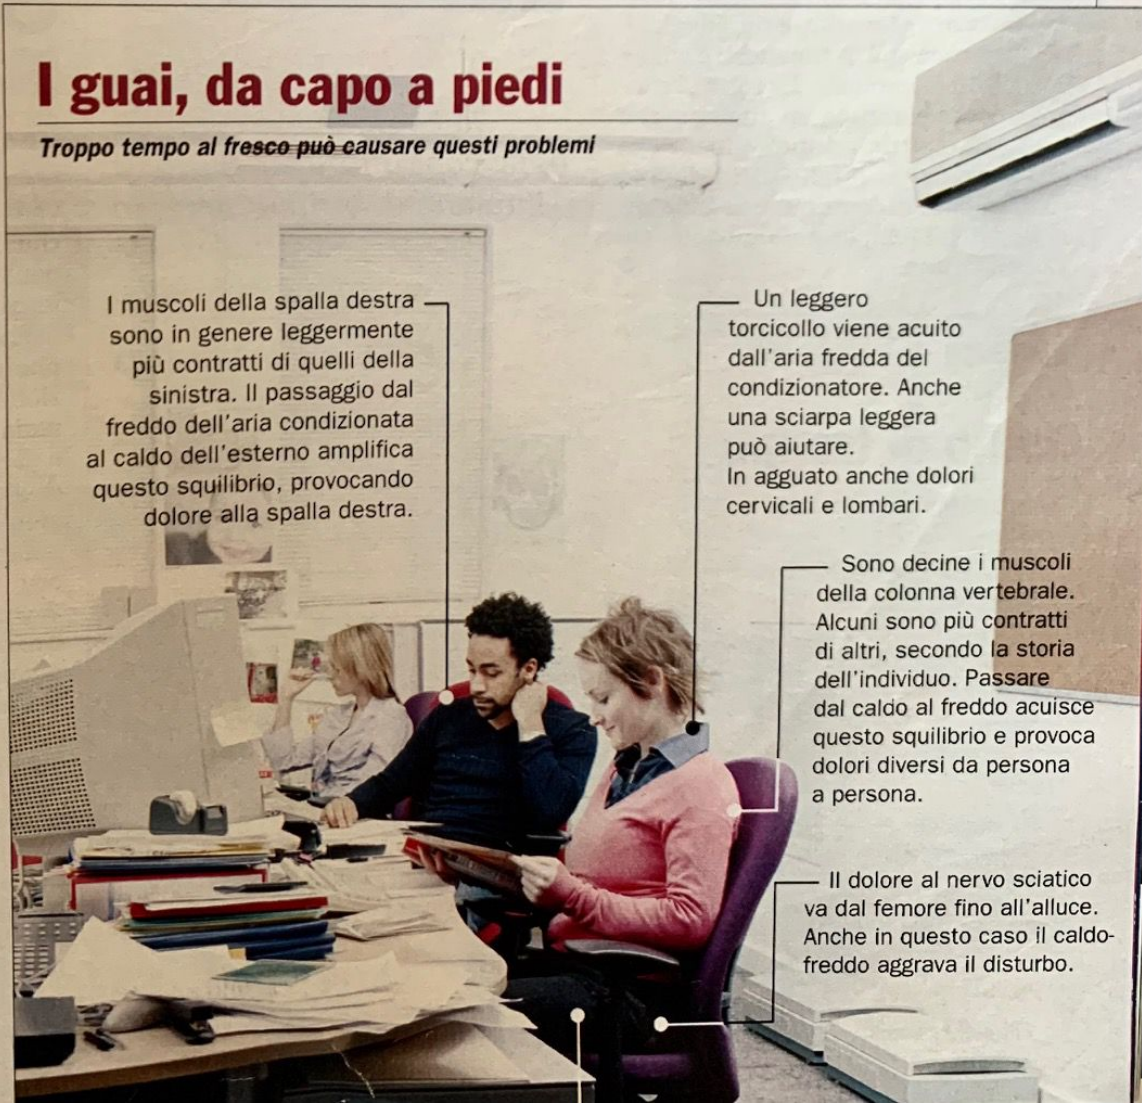 I guai, da capo a piedi
Troppo tempo al fresco può causare questi problemi
I muscoli della spalla destra
sono in genere leggermente
più contratti di quelli della
sinistra. Il passaggio dal
freddo dell'aria condizionata
al caldo dell'esterno amplifica
questo squilibrio, provocando
dolore alla spalla destra.
Un leggero
torcicollo viene acuito
dall'aria fredda del
condizionatore. Anche
una sciarpa leggera
può aiutare.
In agguato anche dolori
cervicali e lombari.
Sono decine i muscoli
della colonna vertebrale.
Alcuni sono più contratti
di altri, secondo la storia
dell'individuo. Passare
dal caldo al freddo acuisce
questo squilibrio e provoca
dolori diversi da persona
a persona.
Il dolore al nervo sciatico
va dal femore fino all'alluce.
Anche in questo caso il caldo-
freddo aggrava il disturbo.